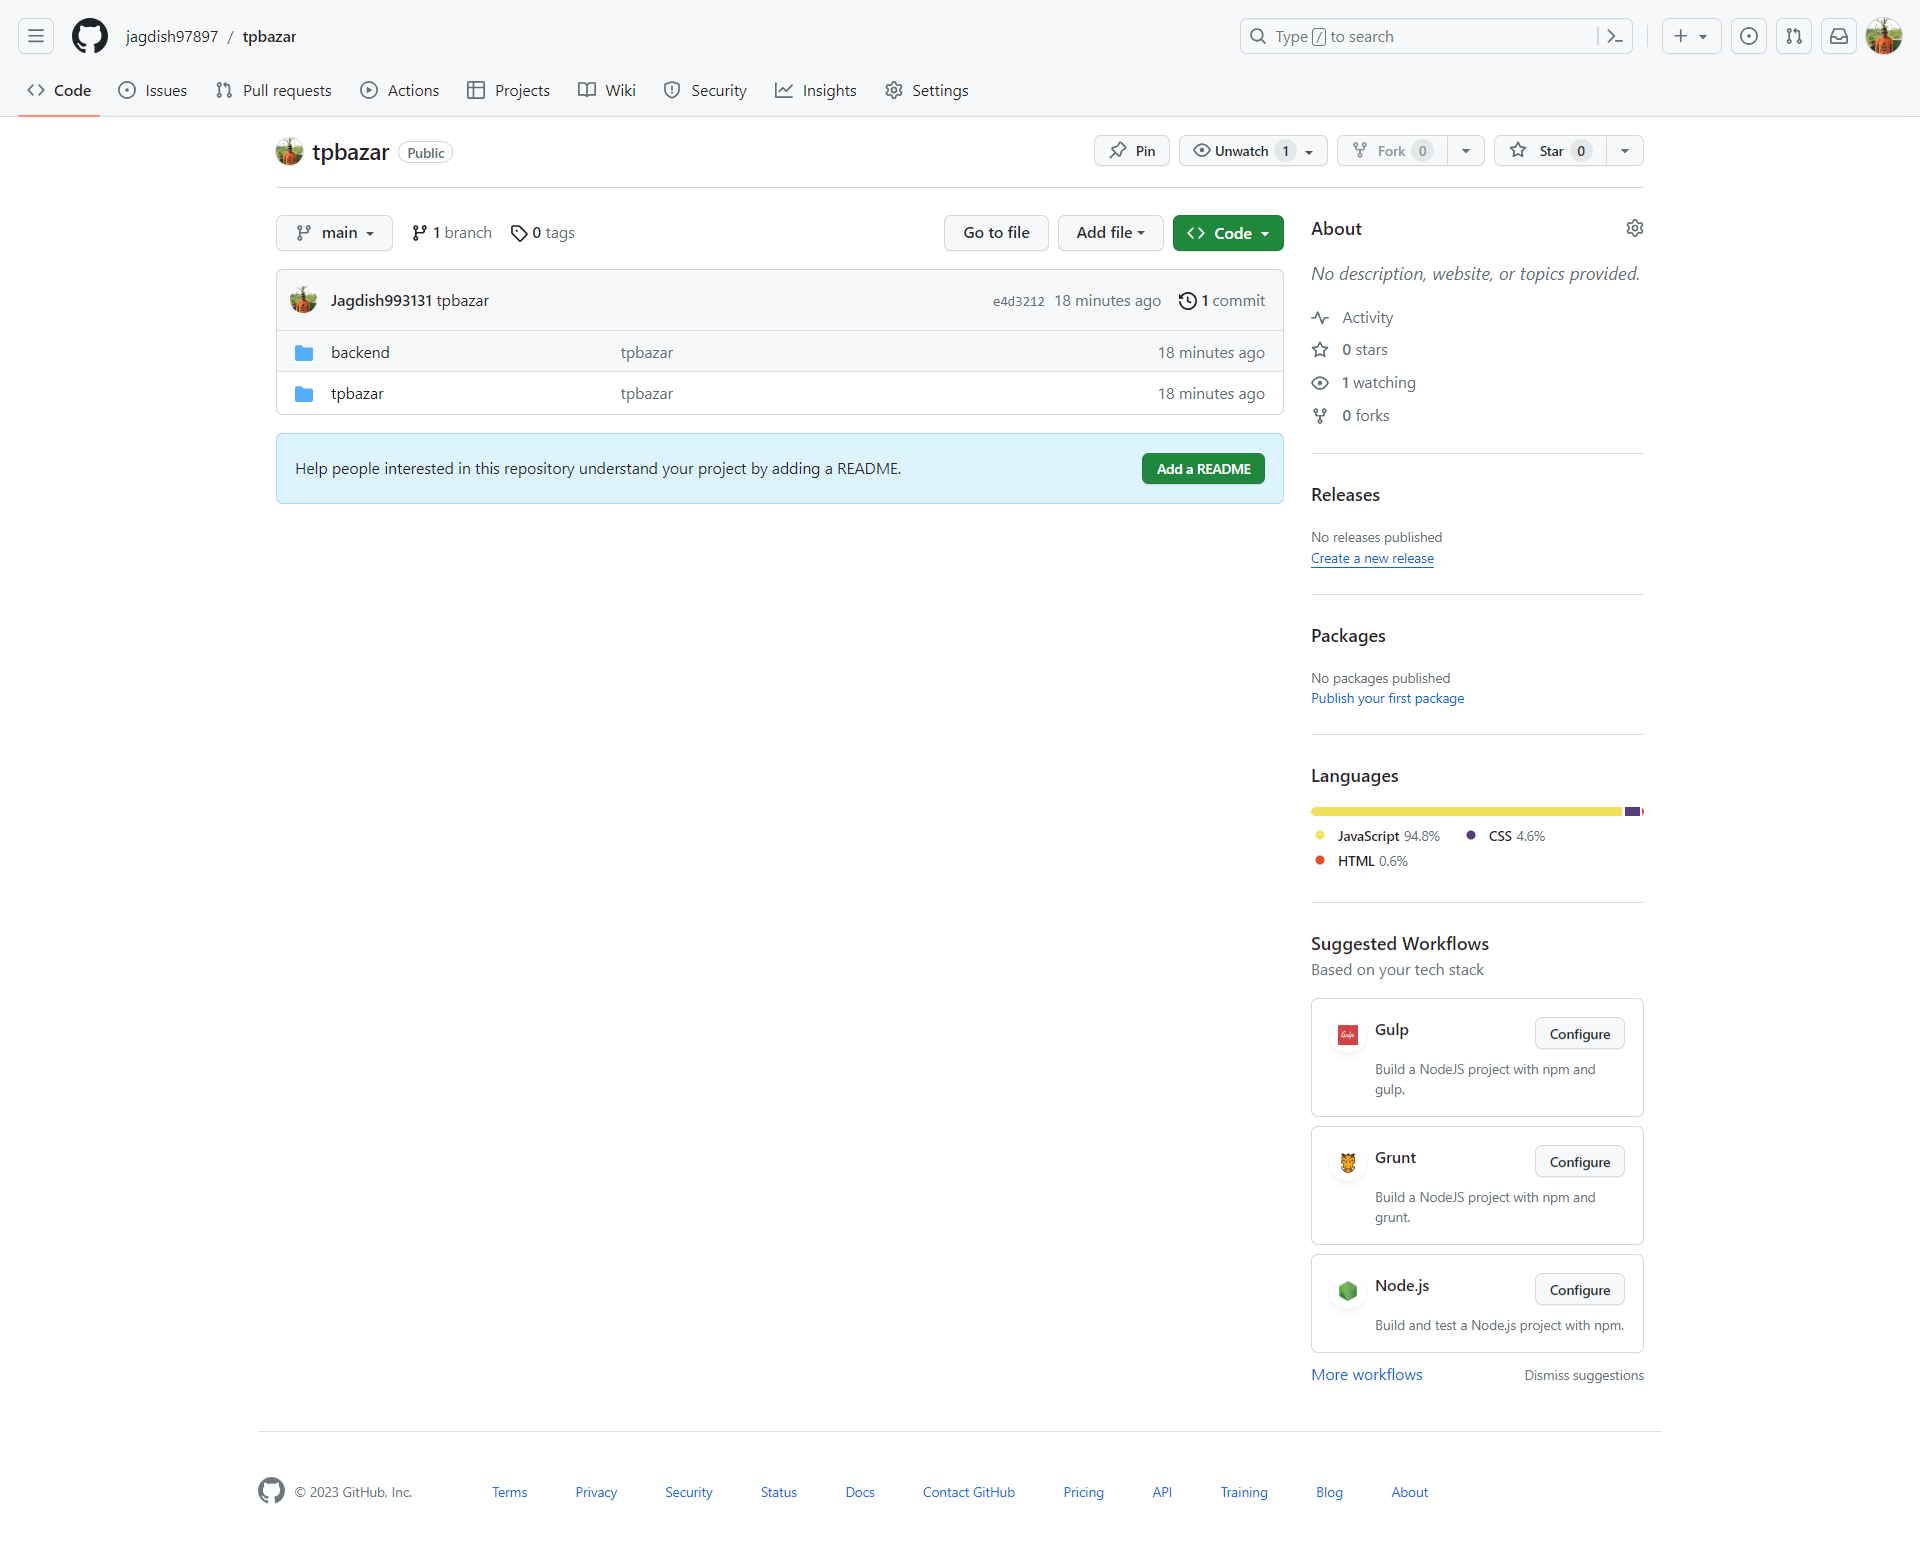 jagdish97897 / tpbazar
Type / to search
Code Issues Pull requests Actions Projects Wiki Security Insights Settings
tpbazar Public
Pin Unwatch 1 Fork 0 Star 0
main 1 branch 0 tags Go to file Add file Code
Jagdish993131 tpbazar e4d3212 18 minutes ago 1 commit
backend tpbazar 18 minutes ago
tpbazar tpbazar 18 minutes ago
Help people interested in this repository understand your project by adding a README. Add a README
About
No description, website, or topics provided.
Activity
0 stars
1 watching
0 forks
Releases
No releases published
Create a new release
Packages
No packages published
Publish your first package
Languages
JavaScript 94.8% CSS 4.6%
HTML 0.6%
Suggested Workflows
Based on your tech stack
Gulp
Gulp Configure
Build a NodeJS project with npm and
gulp.
Grunt Configure
Build a NodeJS project with npm and
grunt.
Node.js Configure
Build and test a Node.js project with npm.
More workflows Dismiss suggestions
© 2023 GitHub, Inc. Terms Privacy Security Status Docs Contact GitHub Pricing API Training Blog About